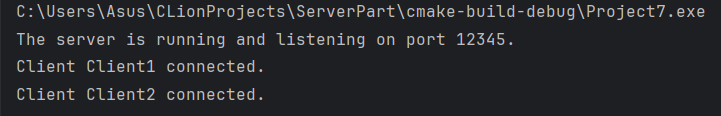 C:\Users\Asus\CLionProjects\ServerPart\cmake-build-debug\Project7.exe
The server is running and listening on port 12345.
Client Client1 connected.
Client Client2 connected.